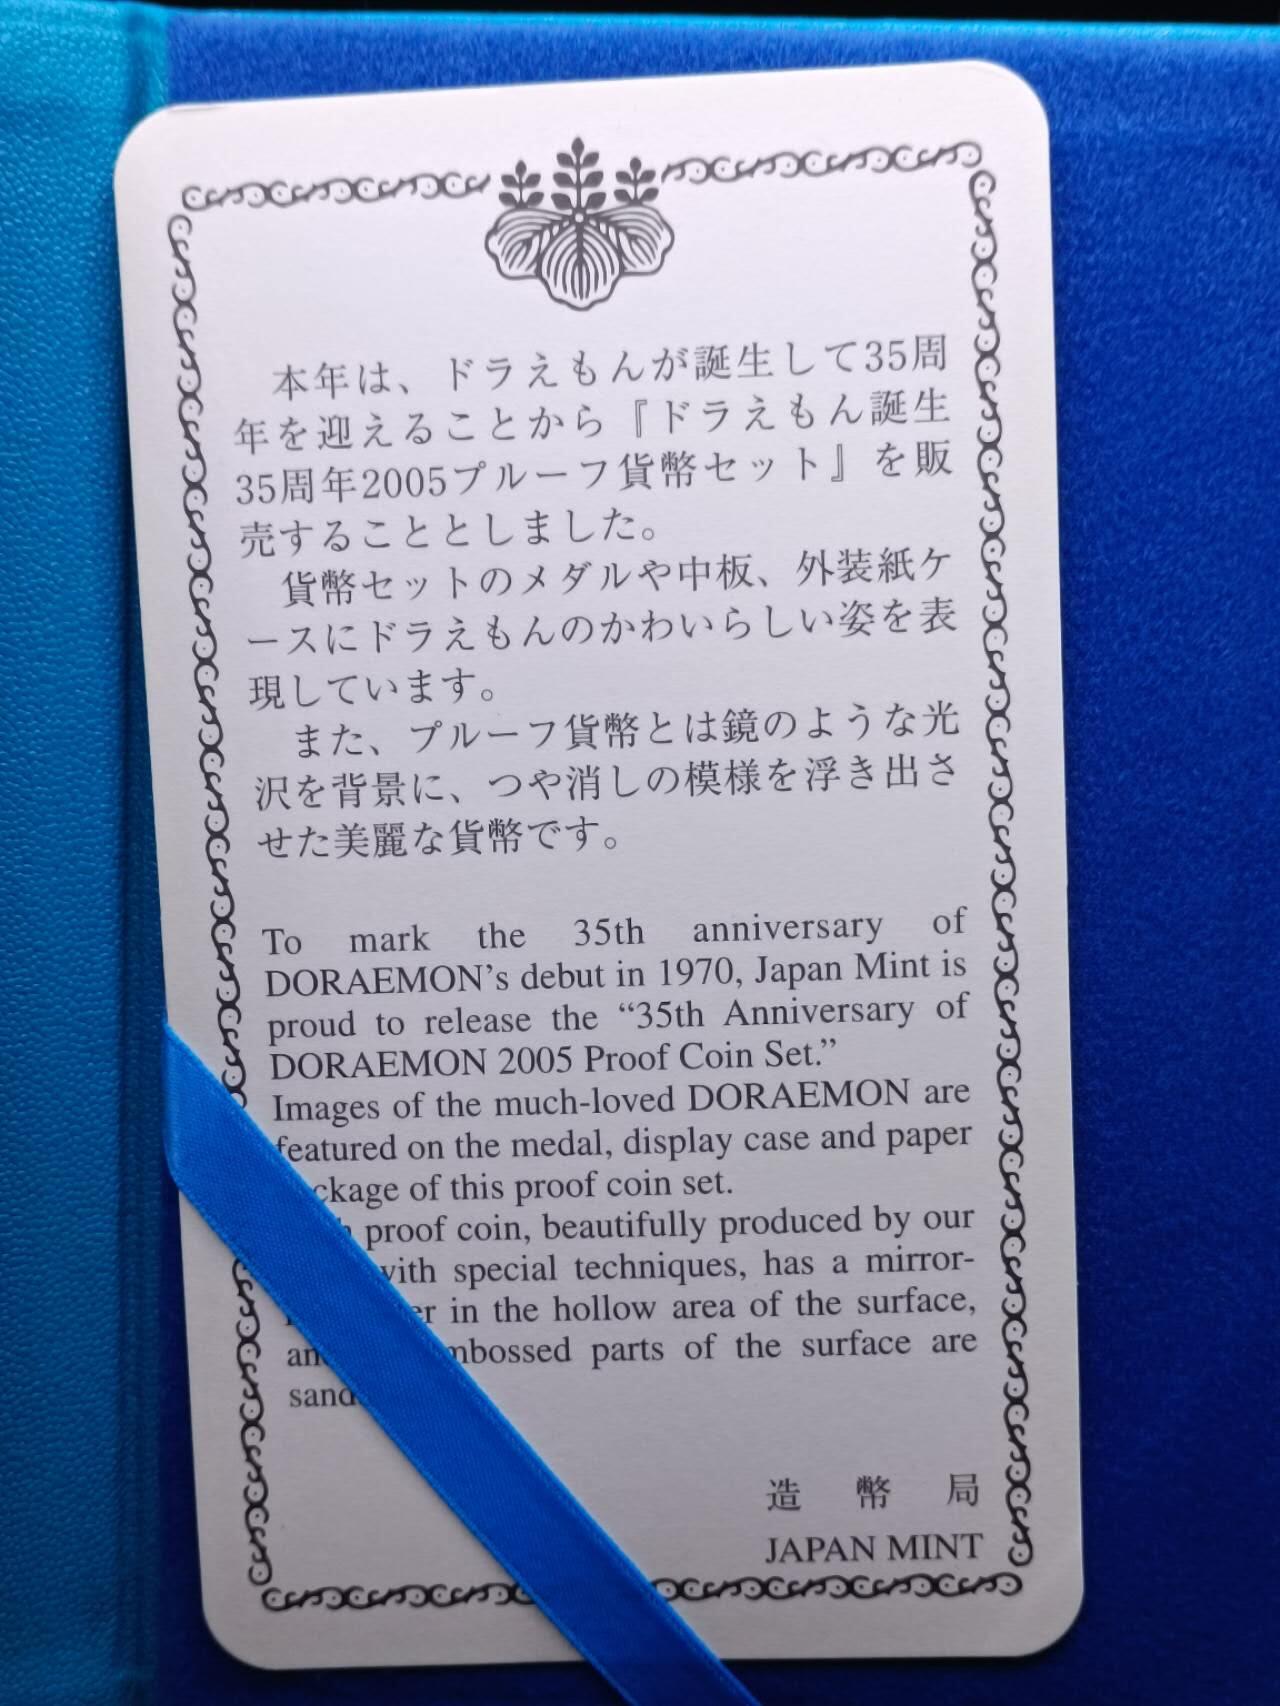 本年は、ドラえもんが誕生して35周
年を迎えることから『ドラえもん誕生
35周年2005プルーフ貨幣セット』を販
売することとしました。
貨幣セットのメダルや中板、外装紙ケ
ースにドラえもんのかわいらしい姿を表
現しています。
また、プルーフ貨幣とは鏡のような光
沢を背景に、つや消しの模様を浮き出さ
せた美麗な貨幣です。
To mark the 35th anniversary of
DORAEMON's debut in 1970, Japan Mint is
proud to release the “35th Anniversary of
DORAEMON 2005 Proof Coin Set.”
Images of the much-loved DORAEMON are
featured on the medal, display case and paper
of this proof coin set.
proof coin, beautifully produced by our
with special techniques, has a mirror-
in the hollow area of the surface,
parts of the surface are
造幣局
JAPAN MINT